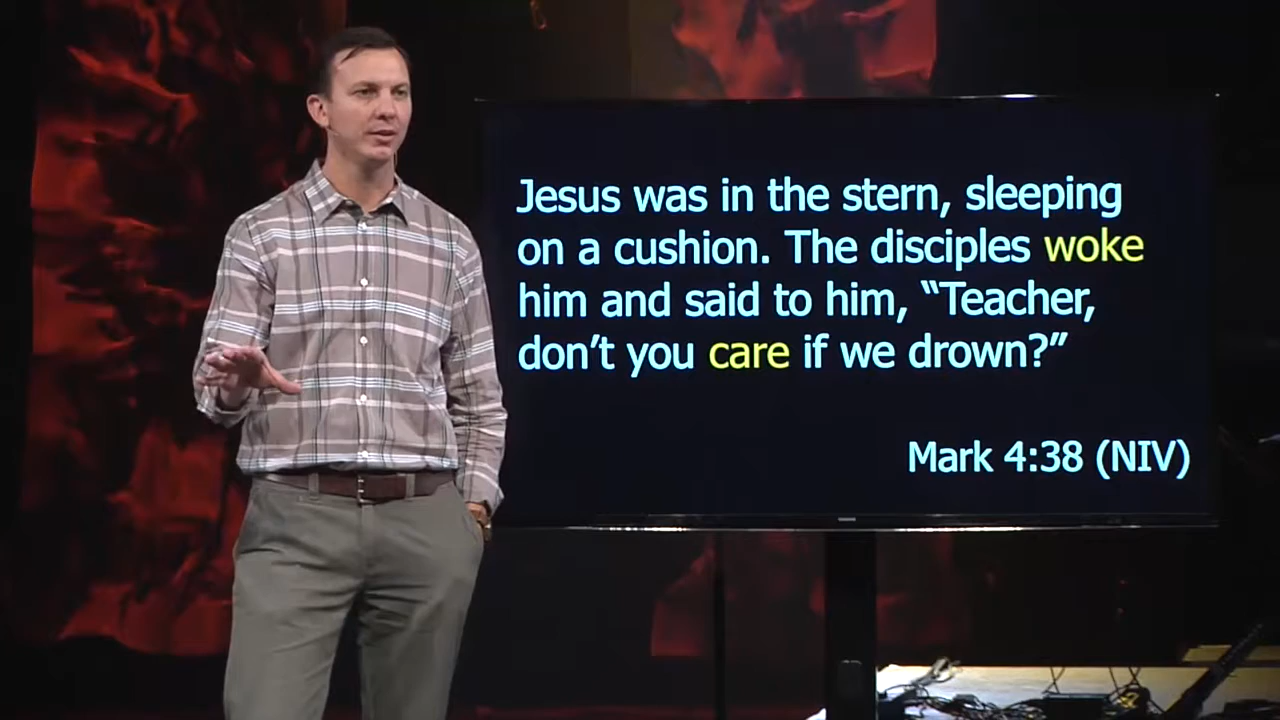 Jesus was in the stern, sleeping
on a cushion. The disciples woke
him and said to him, “Teacher,
don’t you care if we drown?”
Mark 4:38 (NIV)